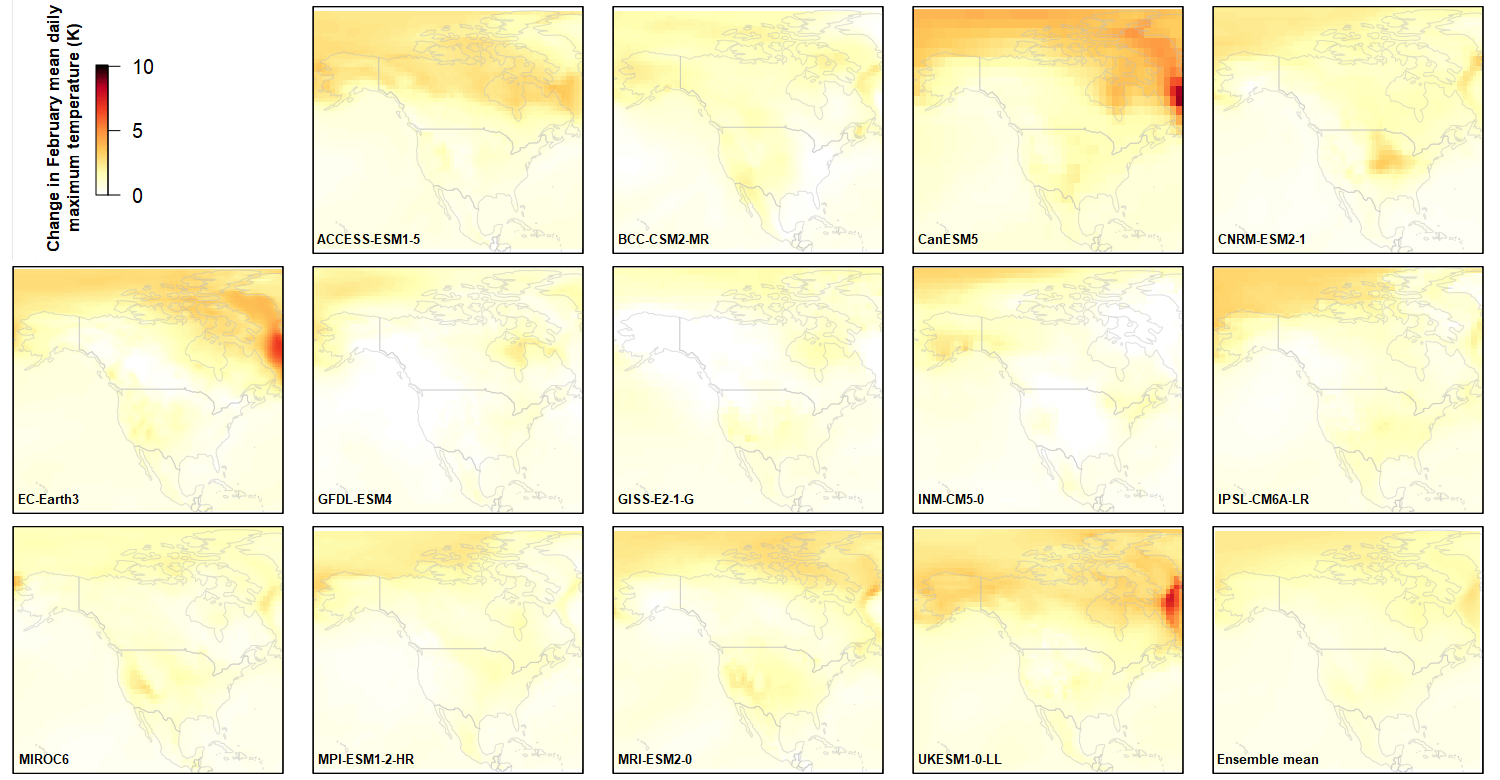 Change in February mean daily
maximum temperature (K)
10
5
0
ACCESS-ESM1-5
BCC-CSM2-MR
CanESM5
CNRM-ESM2-1
EC-Earth3
GFDL-ESM4
GISS-E2-1-G
INM-CM5-0
IPSL-CM6A-LR
MIROC6
MPI-ESM1-2-HR
MRI-ESM2-0
UKESM1-0-LL
Ensemble mean